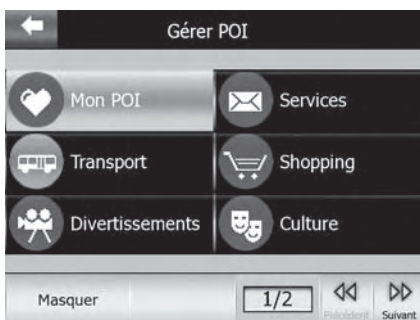 Gérer POI
Mon POI
Services
Transport
Shopping
Divertissements
Culture
Masquer
1/2
Précédent
Suivant